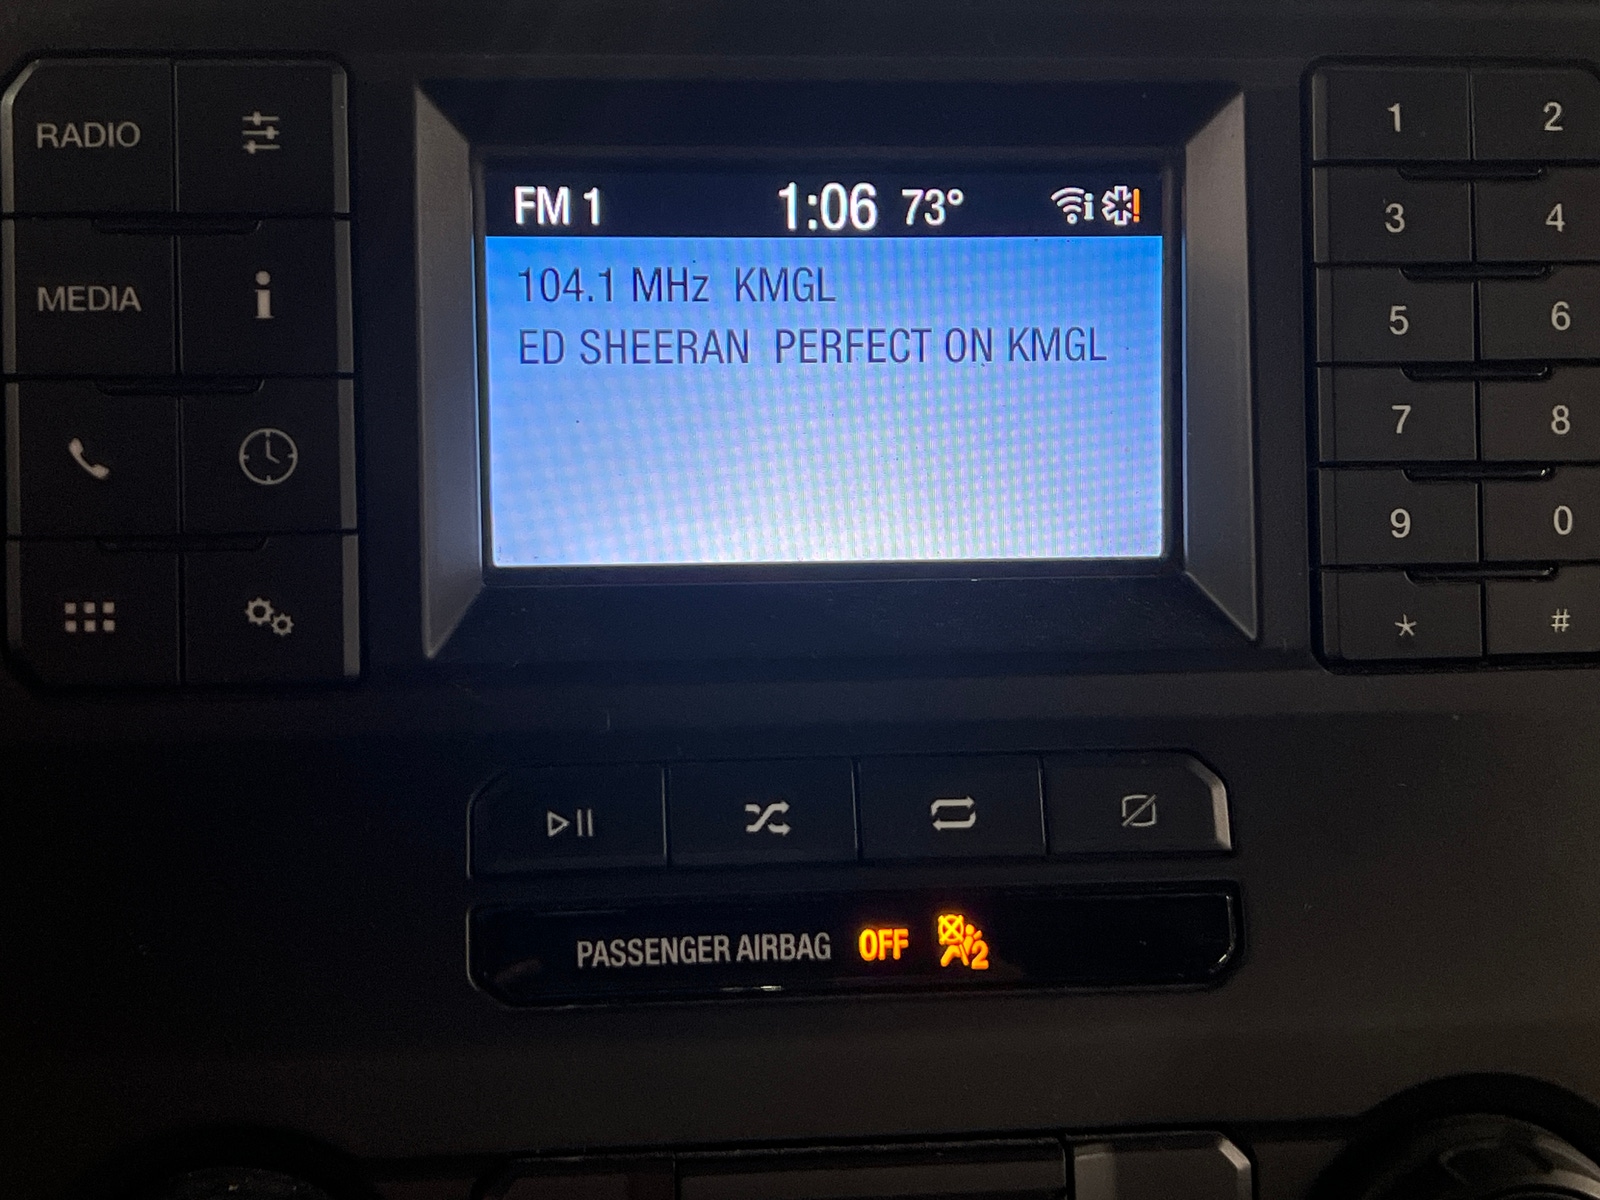 RADIO
MEDIA
FM 1 1:06 73°
104.1 MHz KMGL
ED SHEERAN PERFECT ON KMGL
1 2
3 4
5 6
7 8
9 0
* #
PASSENGER AIRBAG OFF 2